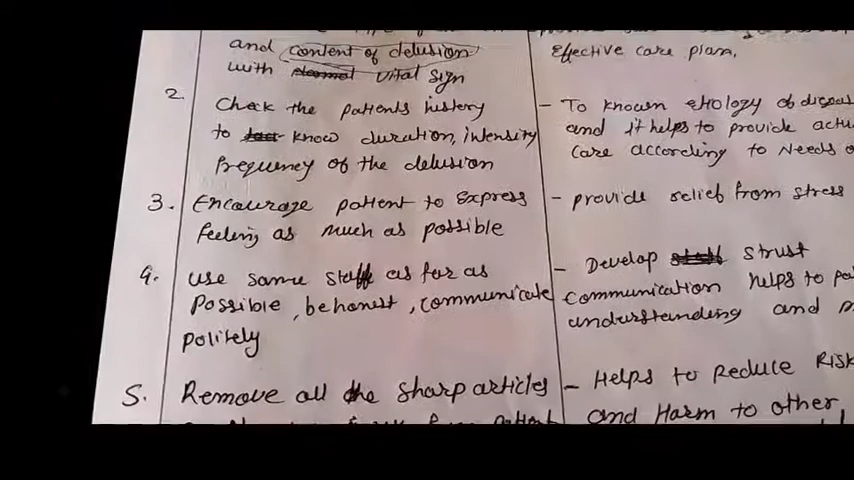 and content of delusion
with vital sign
2. Check the patients history
to know duration, intensity
frequency of the delusion
3. Encourage patient to Express
feeling as much as possible
4. use same staff as far as
Possible, be honest, communicate
politely
5. Remove all the sharp articles
effective care plan.
- To known etiology of
and it helps to provide
care according to Needs
- provide relief from stress
- Develop strust
communication helps to
understanding and
- Helps to Reduce Risk
and Harm to other